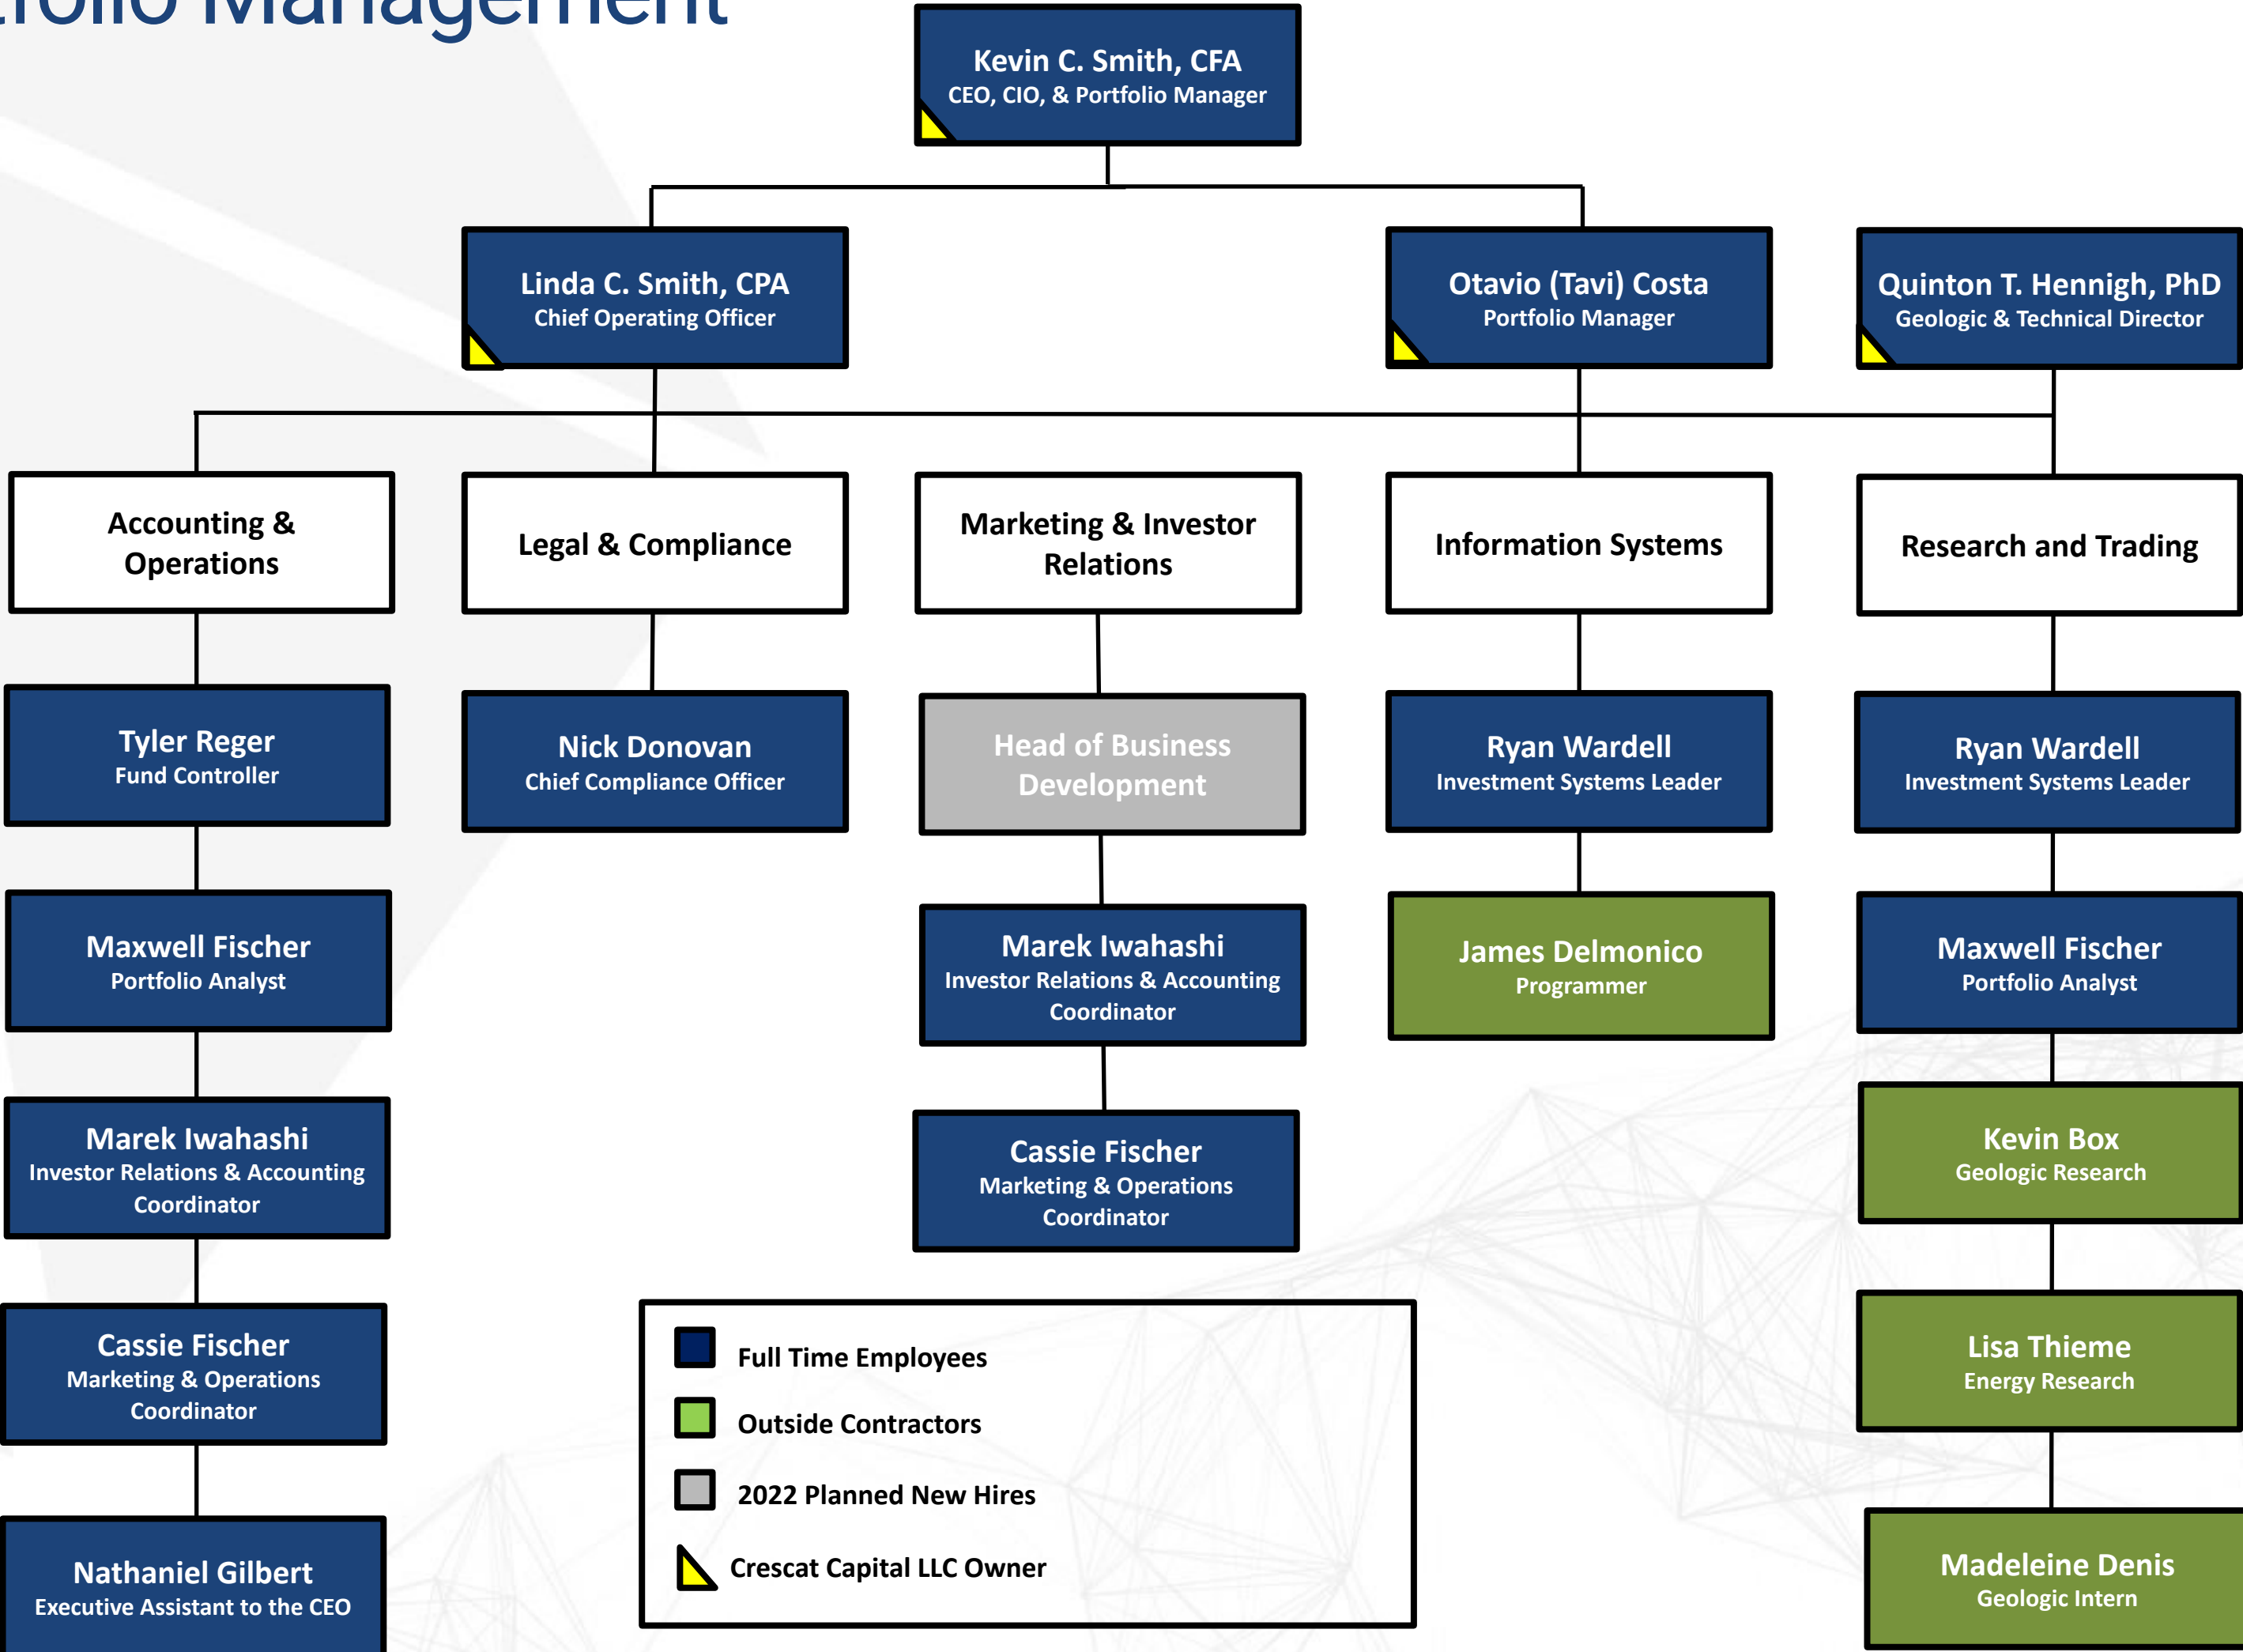 Management
Kevin C. Smith, CFA
CEO, CIO, & Portfolio Manager
Linda C. Smith, CPA
Chief Operating Officer
Otavio (Tavi) Costa
Portfolio Manager
Quinton T. Hennigh, PhD
Geologic & Technical Director
Accounting &
Operations
Legal & Compliance
Marketing & Investor
Relations
Information Systems
Research and Trading
Tyler Reger
Fund Controller
Nick Donovan
Chief Compliance Officer
Head of Business
Development
Ryan Wardell
Investment Systems Leader
Ryan Wardell
Investment Systems Leader
Maxwell Fischer
Portfolio Analyst
Marek Iwahashi
Investor Relations & Accounting
Coordinator
James Delmonico
Programmer
Maxwell Fischer
Portfolio Analyst
Marek Iwahashi
Investor Relations & Accounting
Coordinator
Cassie Fischer
Marketing & Operations
Coordinator
Kevin Box
Geologic Research
Cassie Fischer
Marketing & Operations
Coordinator
Lisa Thieme
Energy Research
Nathaniel Gilbert
Executive Assistant to the CEO
Madeleine Denis
Geologic Intern
Full Time Employees
Outside Contractors
2022 Planned New Hires
Crescat Capital LLC Owner